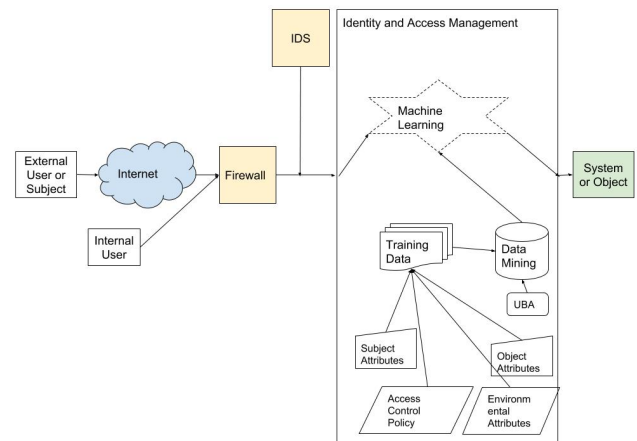 Identity and Access Management
IDS
Machine
Learning
External
User or
Subject
Internet
Firewall
System
or Object
Internal
User
Training
Data
Data
Mining
UBA
Subject
Attributes
Object
Attributes
Access
Control
Policy
Environm
ental
Attributes